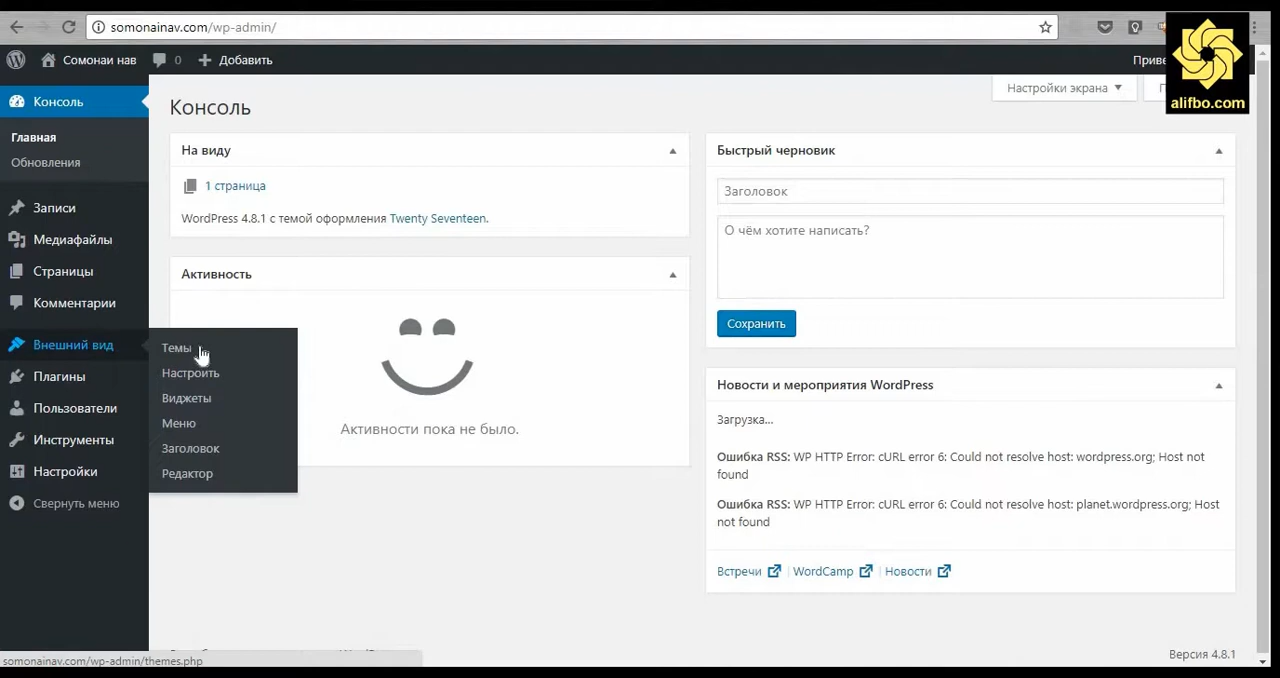 somonainav.com/wp-admin/
alifbo.com
Сомонаи нав
0
Добавить
Приве
Консоль
Настройки экрана
Консоль
Главная
Обновления
На виду
1 страница
WordPress 4.8.1 с темой оформления Twenty Seventeen.
Быстрый черновик
Заголовок
О чём хотите написать?
Сохранить
Записи
Медиафайлы
Страницы
Комментарии
Активность
Активности пока не было.
Внешний вид
Темы
Настроить
Виджеты
Меню
Заголовок
Редактор
Плагины
Пользователи
Инструменты
Настройки
Свернуть меню
Новости и мероприятия WordPress
Загрузка...
Ошибка RSS: WP HTTP Error: cURL error 6: Could not resolve host: wordpress.org; Host not
found
Ошибка RSS: WP HTTP Error: cURL error 6: Could not resolve host: planet.wordpress.org; Host
not found
Встречи
WordCamp
Новости
somonainav.com/wp-admin/themes.php
Версия 4.8.1